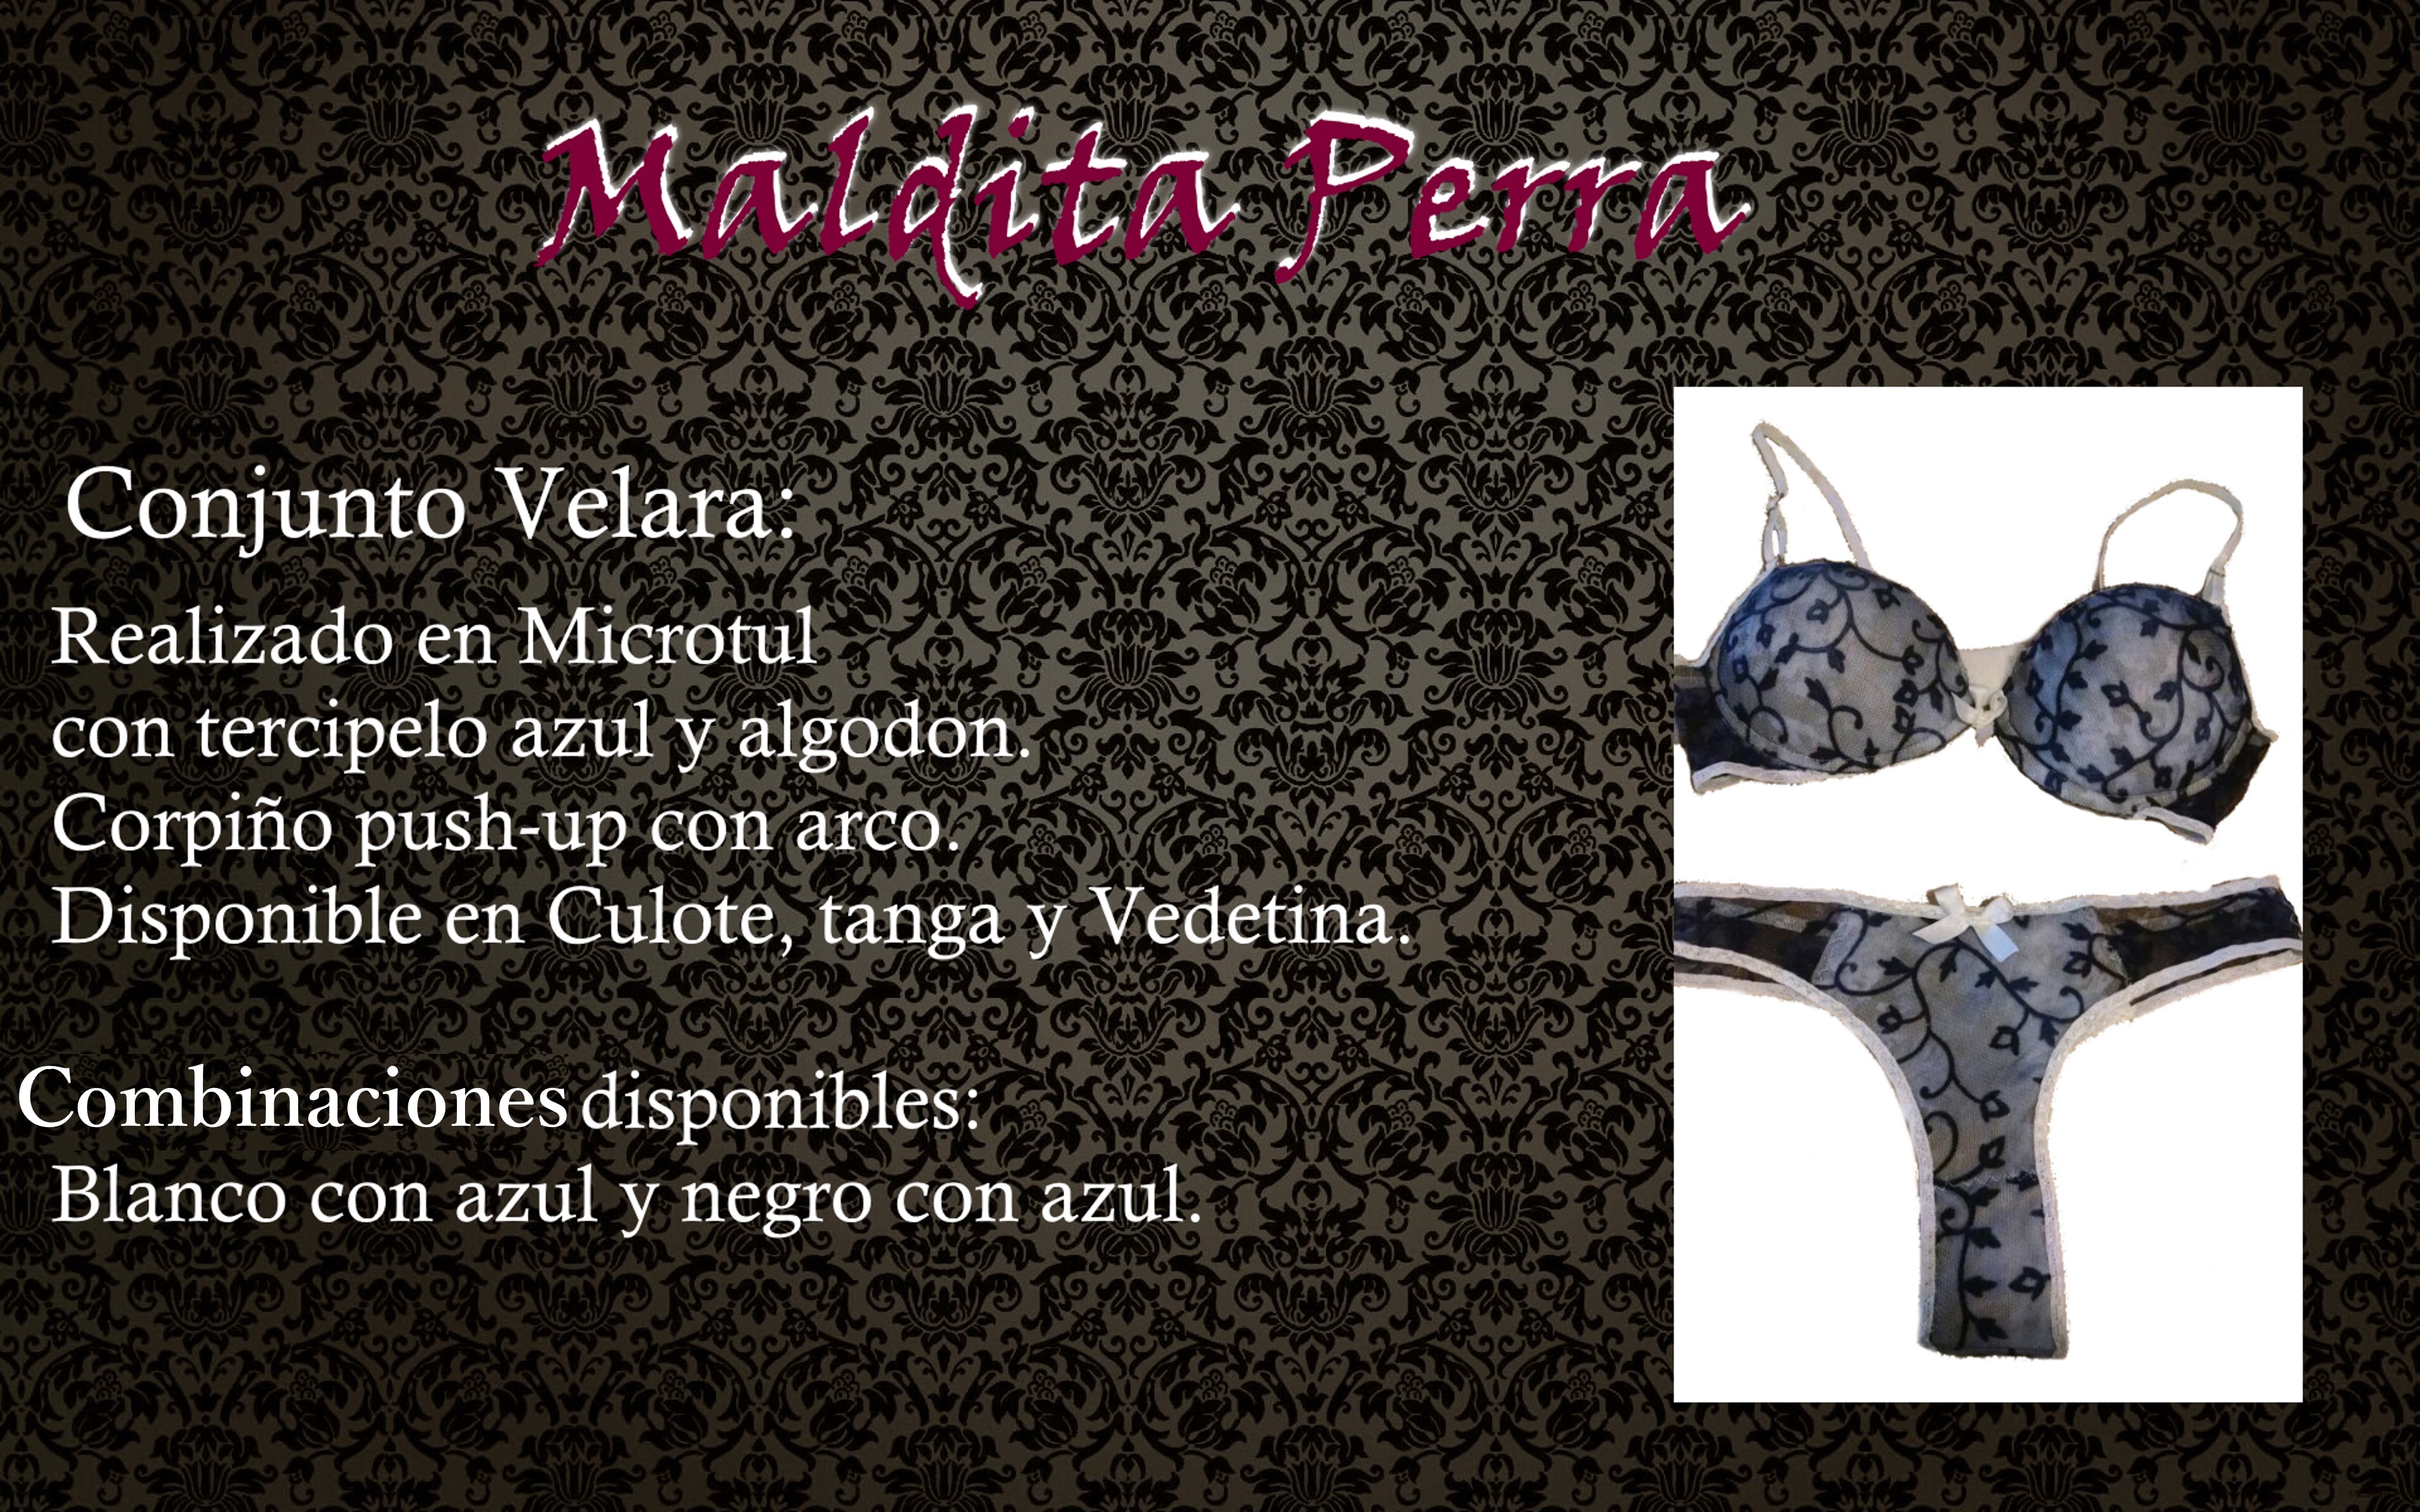 Maldita Perra
Conjunto Velara:
Realizado en Microtul
con tercipelo azul y algodon.
Corpiño push-up con arco.
Disponible en Culote, tanga y Vedetina.
Combinaciones disponibles:
Blanco con azul y negro con azul.